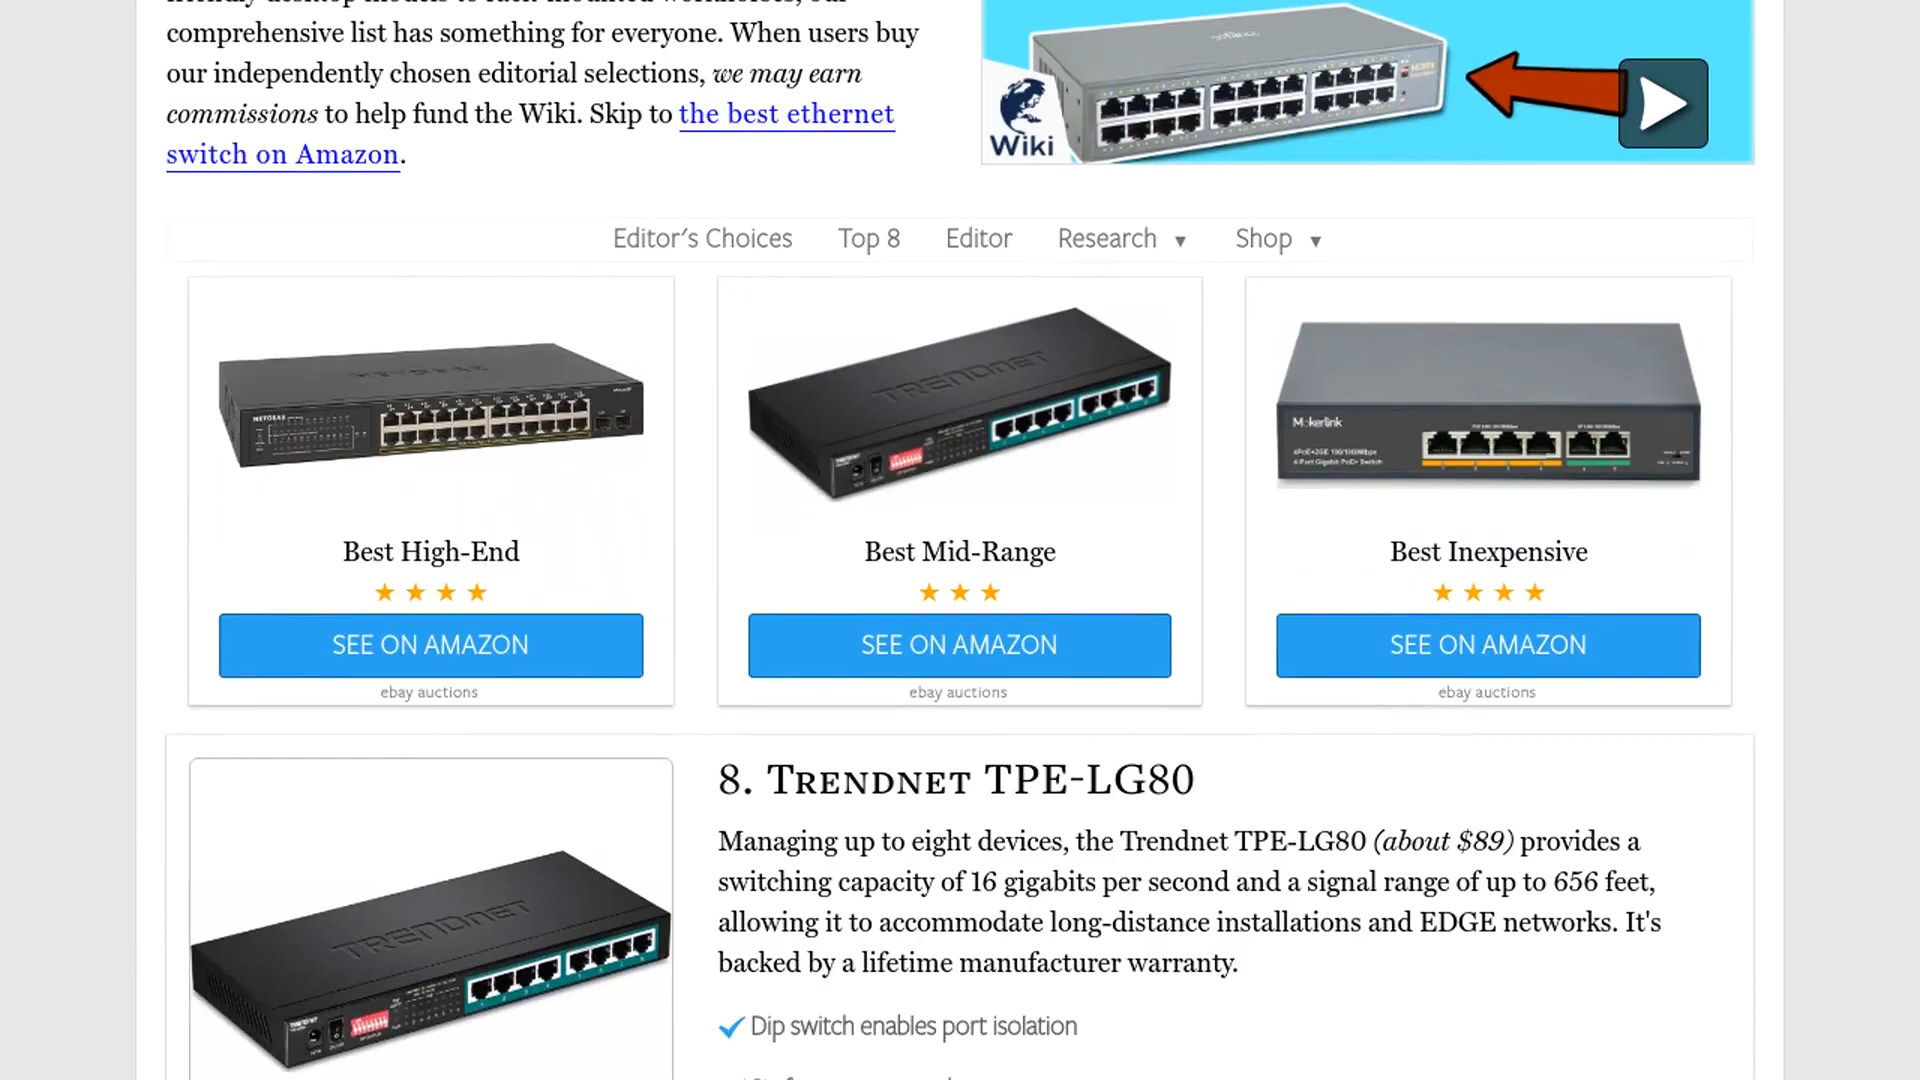 comprehensive list has something for everyone. When users buy
our independently chosen editorial selections, we may earn
commissions to help fund the Wiki. Skip to the best ethernet
switch on Amazon.
Wiki
Editor's Choices Top 8 Editor Research ▼ Shop ▼
NETGEAR
TRENDNET
Mokerlink
Best High-End
★ ★ ★ ★
SEE ON AMAZON
ebay auctions
Best Mid-Range
★ ★ ★
SEE ON AMAZON
ebay auctions
Best Inexpensive
★ ★ ★ ★
SEE ON AMAZON
ebay auctions
TRENDNET
8. TRENDNET TPE-LG80
Managing up to eight devices, the Trendnet TPE-LG80 (about $89) provides a
switching capacity of 16 gigabits per second and a signal range of up to 656 feet,
allowing it to accommodate long-distance installations and EDGE networks. It's
backed by a lifetime manufacturer warranty.
Dip switch enables port isolation